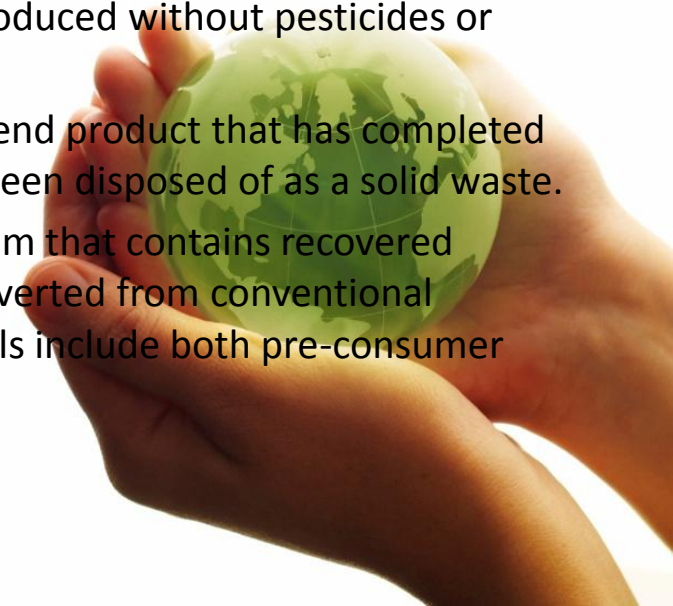 oduced without pesticides or
end product that has completed
een disposed of as a solid waste.
m that contains recovered
verted from conventional
ls include both pre-consumer